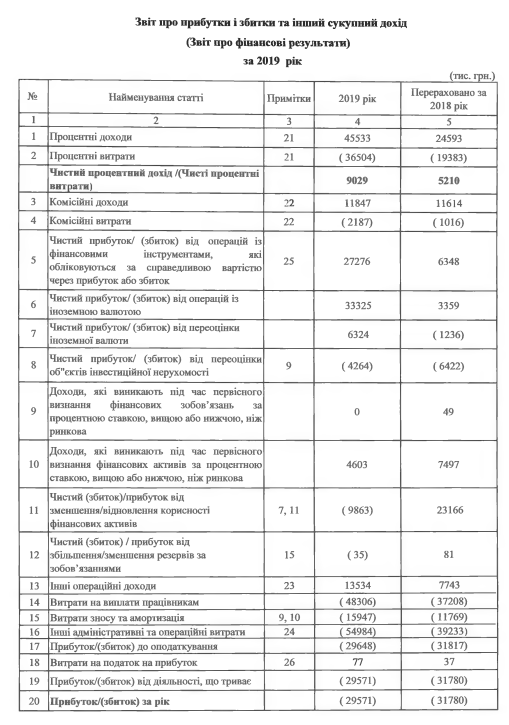 Звіт про прибутки і збитки та інший сукупний дохід
(Звіт про фінансові результати)
за 2019 рік
(тис. грн.)
№ Найменування статті Примітки 2019 рік Перераховано за
2018 рік
1 2 3 4 5
1 Процентні доходи 21 45533 24593
2 Процентні витрати 21 ( 36504) ( 19383)
Чистий процентний дохід /(Чисті процентні
витрати) 9029 5210
3 Комісійні доходи 22 11847 11614
4 Комісійні витрати 22 ( 2187) ( 1016)
Чистий прибуток/ (збиток) від операцій із
фінансовими інструментами, які
5 обліковуються за справедливою вартістю 25 27276 6348
через прибуток або збиток
6 Чистий прибуток/ (збиток) від операцій із
іноземною валютою 33325 3359
7 Чистий прибуток/ (збиток) від переоцінки
іноземної валюти 6324 ( 1236)
8 Чистий прибуток/ (збиток) від переоцінки
об"єктів інвестиційної нерухомості 9 ( 4264) ( 6422)
Доходи, які виникають під час первісного
9 визнання фінансових зобов’язань за 0 49
процентною ставкою, вищою або нижчою, ніж
ринкова
Доходи, які виникають під час первісного
10 визнання фінансових активів за процентною 4603 7497
ставкою, вищою або нижчою, ніж ринкова
Чистий (збиток)/прибуток від
11 зменшення/відновлення корисності 7, 11 ( 9863) 23166
фінансових активів
Чистий (збиток) / прибуток від
12 збільшення/зменшення резервів за 15 ( 35) 81
зобов’язаннями
13 Інші операційні доходи 23 13534 7743
14 Витрати на виплати працівникам ( 48306) ( 37208)
15 Витрати зносу та амортизація 9, 10 ( 15947) ( 11769)
16 Інші адміністративні та операційні витрати 24 ( 54984) ( 39233)
17 Прибуток/(збиток) до оподаткування ( 29648) ( 31817)
18 Витрати на податок на прибуток 26 77 37
19 Прибуток/(збиток) від діяльності, що триває ( 29571) ( 31780)
20 Прибуток/(збиток) за рік ( 29571) ( 31780)